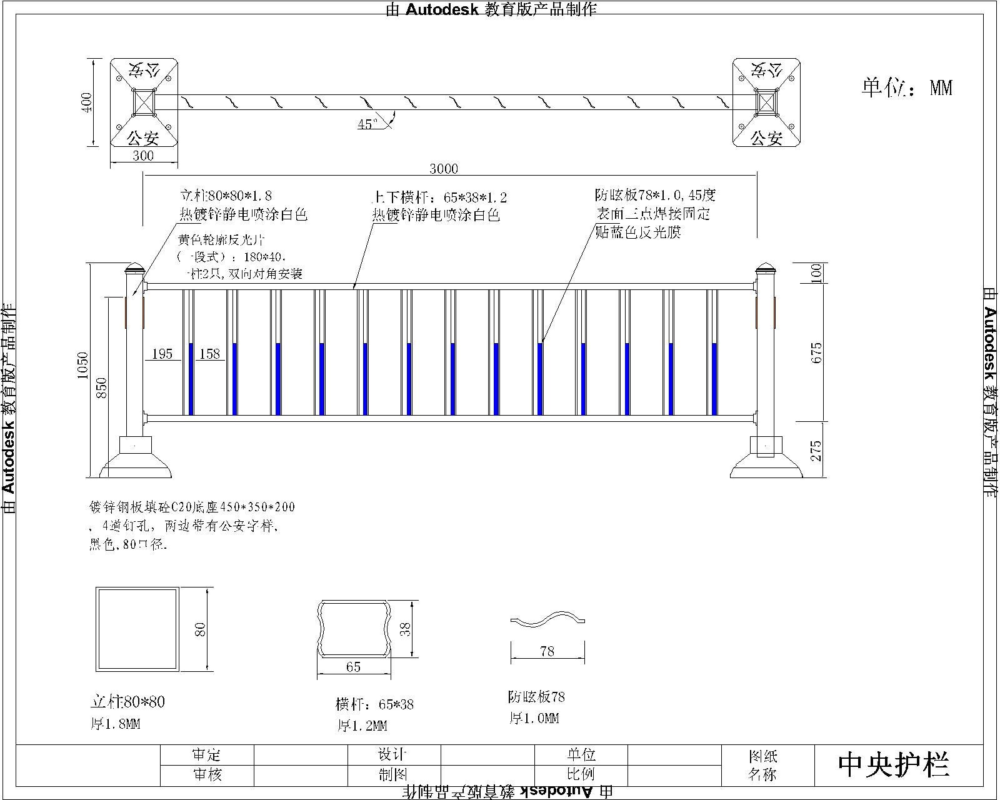 由 Autodesk 教育版产品制作
公安
公安
单位：MM
400
公安
公安
45°
300
3000
立柱80*80*1.8
热镀锌静电喷涂白色
上下横杆：65*38*1.2
热镀锌静电喷涂白色
防眩板78*1.0,45度
表面三点焊接固定
贴蓝色反光膜
黄色轮廓反光片
(一段式)：180*40,
一柱2只,双向对角安装
100
195
158
675
1050
850
275
由 Autodesk 教育版产品制作
由 Autodesk 教育版产品制作
镀锌钢板填砼C20底座450*350*200
，4道钉孔，两边带有公安字样，
黑色,80口径.
80
38
65
78
立柱80*80
厚1.8MM
横杆：65*38
厚1.2MM
防眩板78
厚1.0MM
审定
设计
单位
图纸
名称
中央护栏
审核
制图
比例
由 Autodesk 教育版产品制作